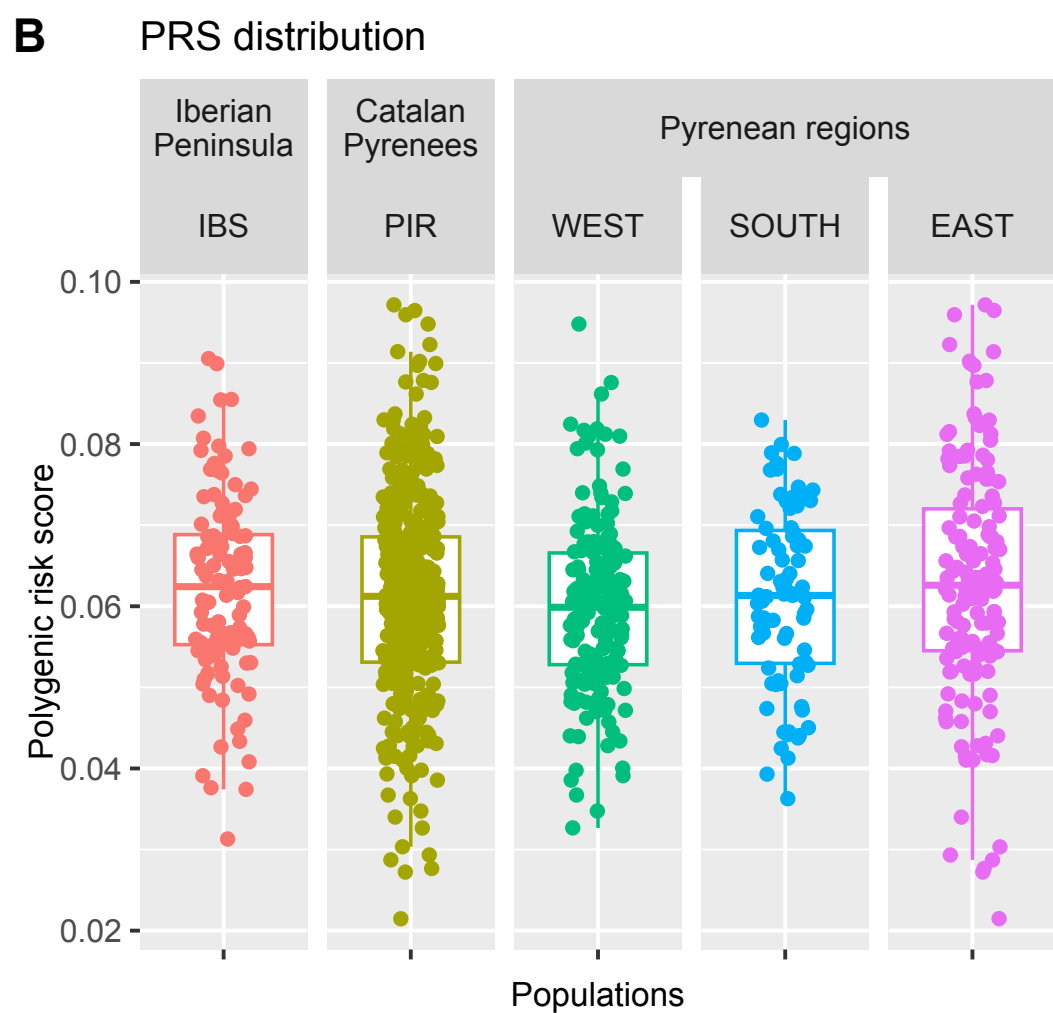 B PRS distribution
Iberian
Peninsula
Catalan
Pyrenees
Pyrenean regions
IBS
PIR
WEST
SOUTH
EAST
Polygenic risk score
0.10
0.08
0.06
0.04
0.02
Populations